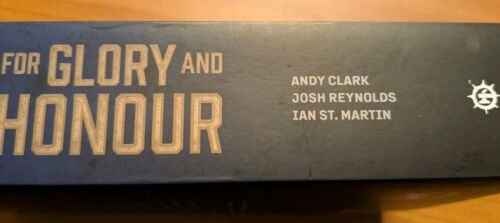 FOR GLORY AND
HONOUR
ANDY CLARK
JOSH REYNOLDS
IAN ST. MARTIN